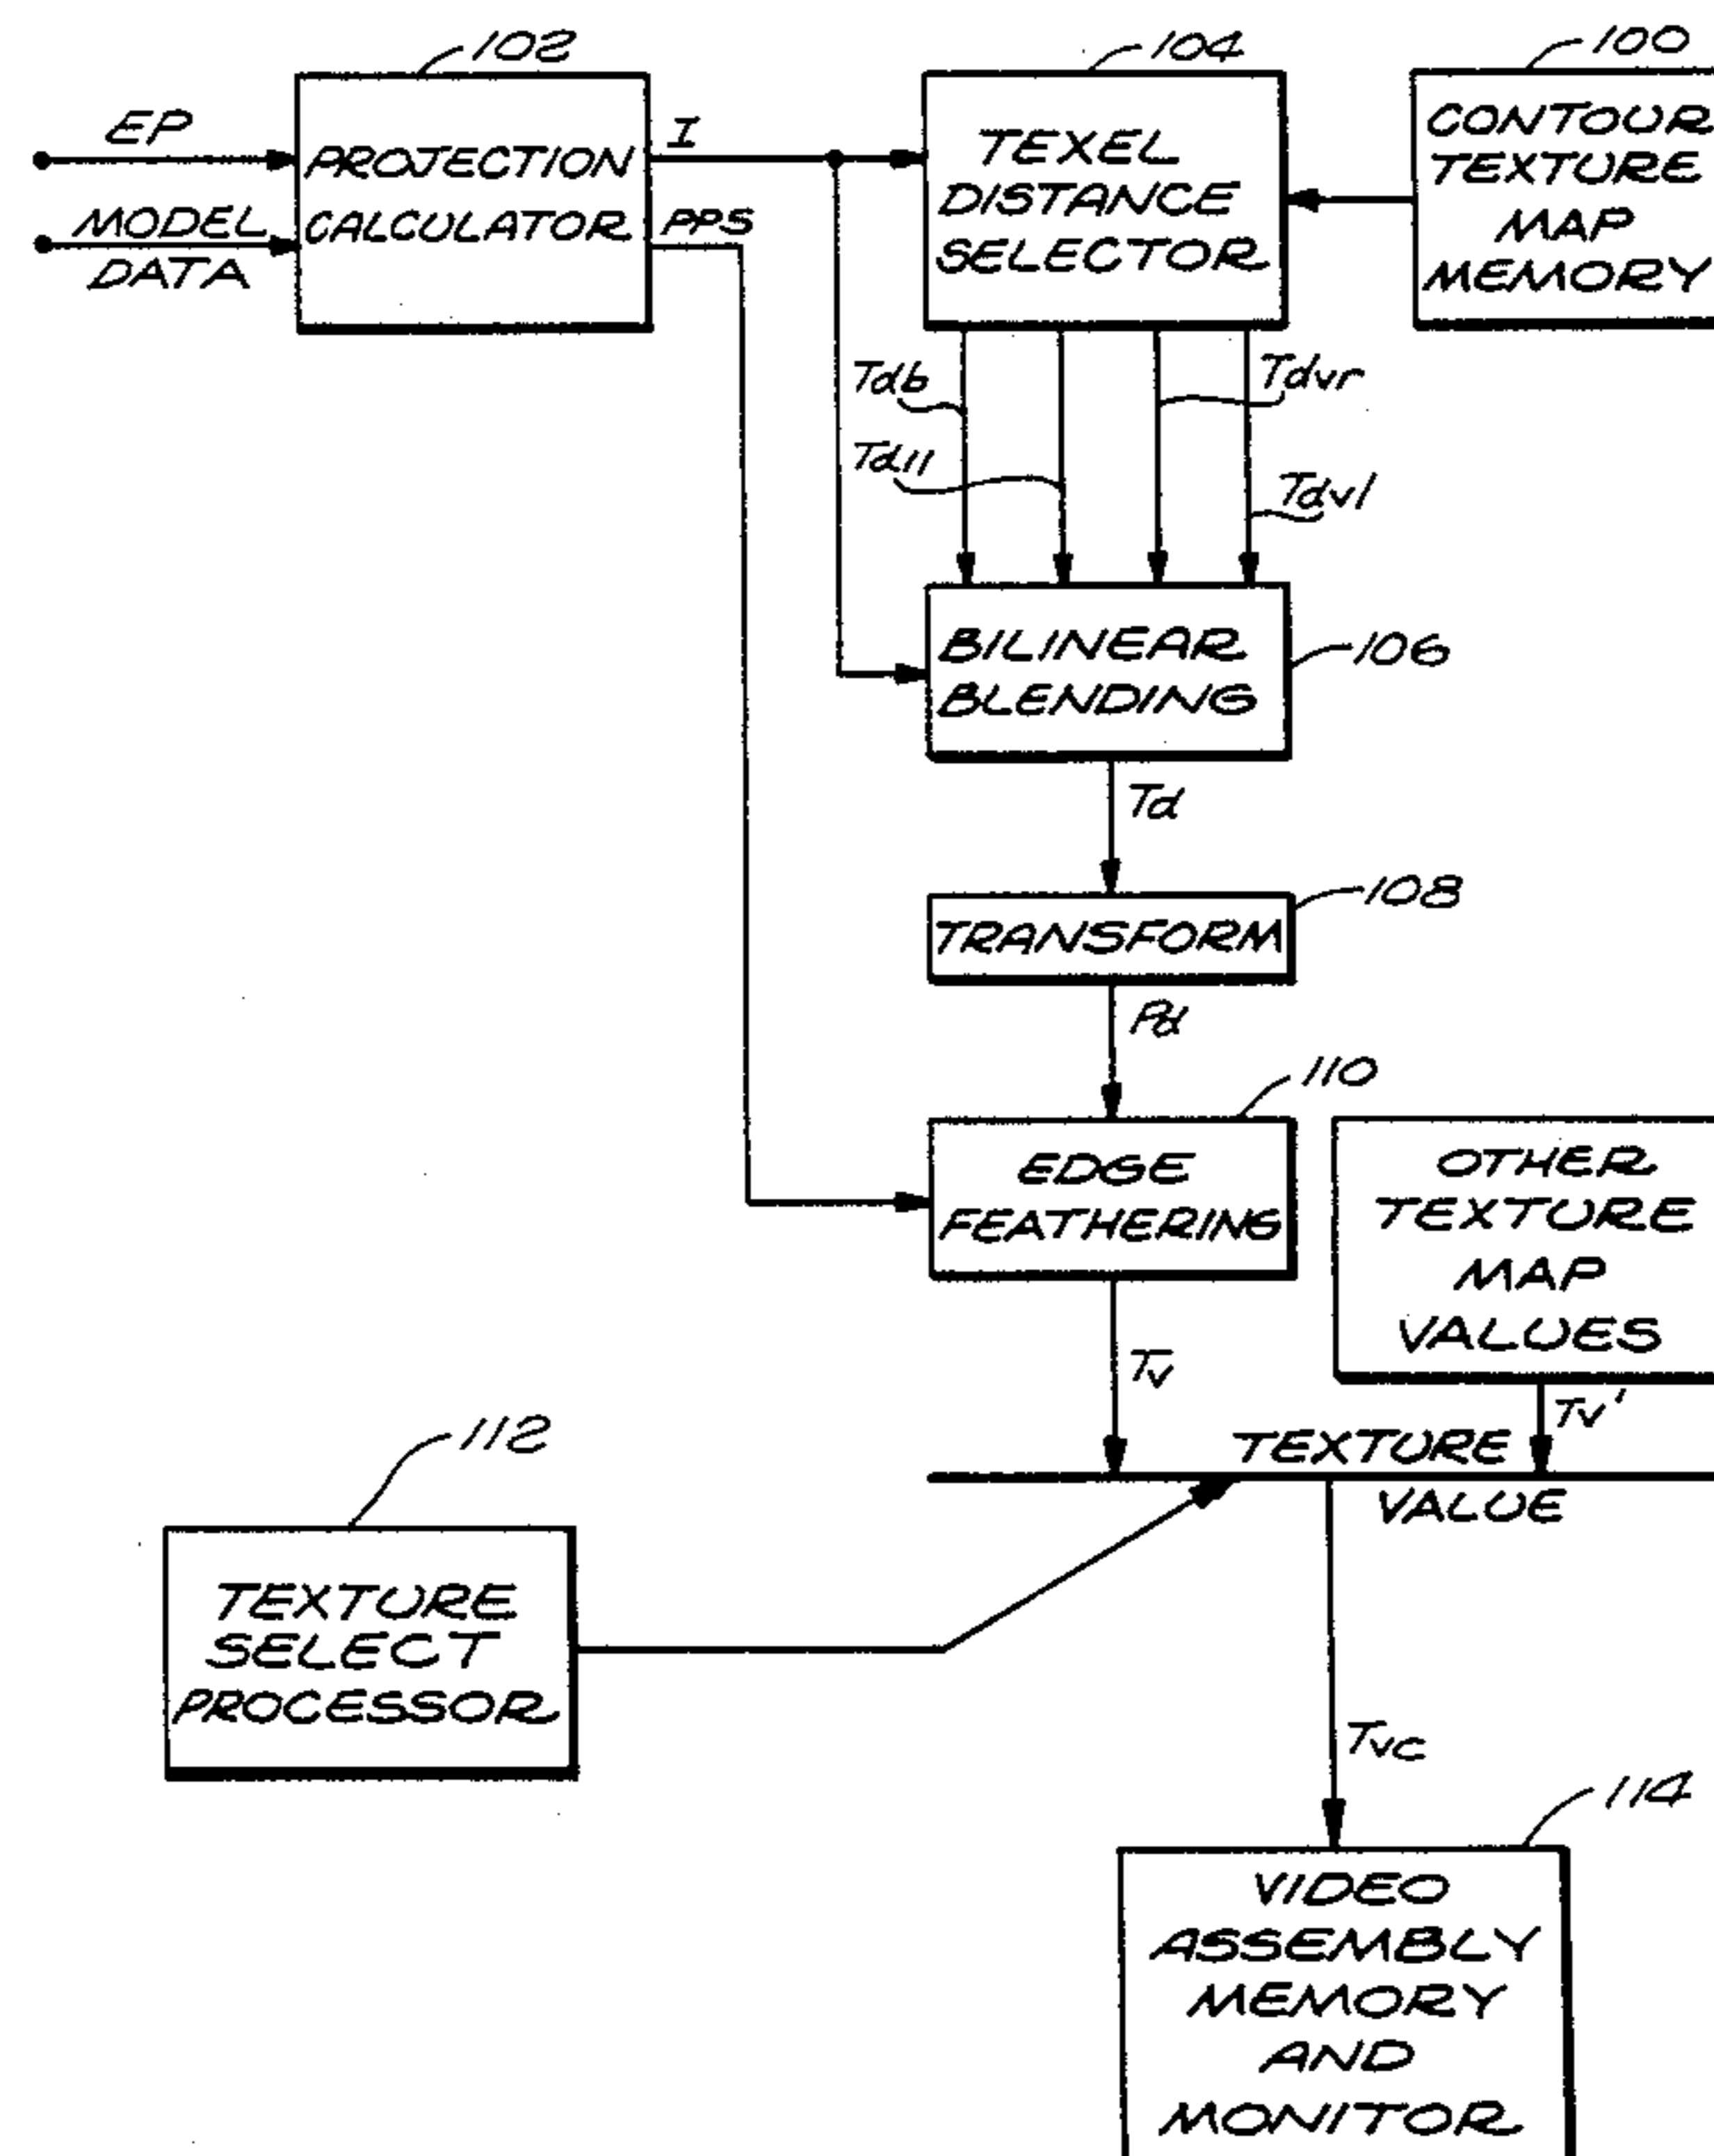 102
104
100
EP
MODEL
DATA
PROJECTION
CALCULATOR
I
PPS
TEXEL
DISTANCE
SELECTOR
CONTOUR
TEXTURE
MAP
MEMORY
Tdb
Tdll
Tdvr
Tdvl
BILINEAR
BLENDING
106
Td
TRANSFORM
108
Pd
110
EDGE
FEATHERING
OTHER
TEXTURE
MAP
VALUES
Tv
Tv'
TEXTURE
VALUE
112
TEXTURE
SELECT
PROCESSOR
Tvc
114
VIDEO
ASSEMBLY
MEMORY
AND
MONITOR